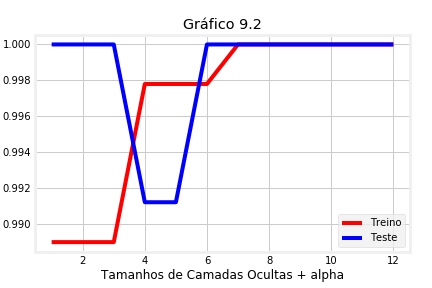 Gráfico 9.2
1.000
0.998
0.996
0.994
0.992
0.990
Treino
Teste
2 4 6 8 10 12
Tamanhos de Camadas Ocultas + alpha